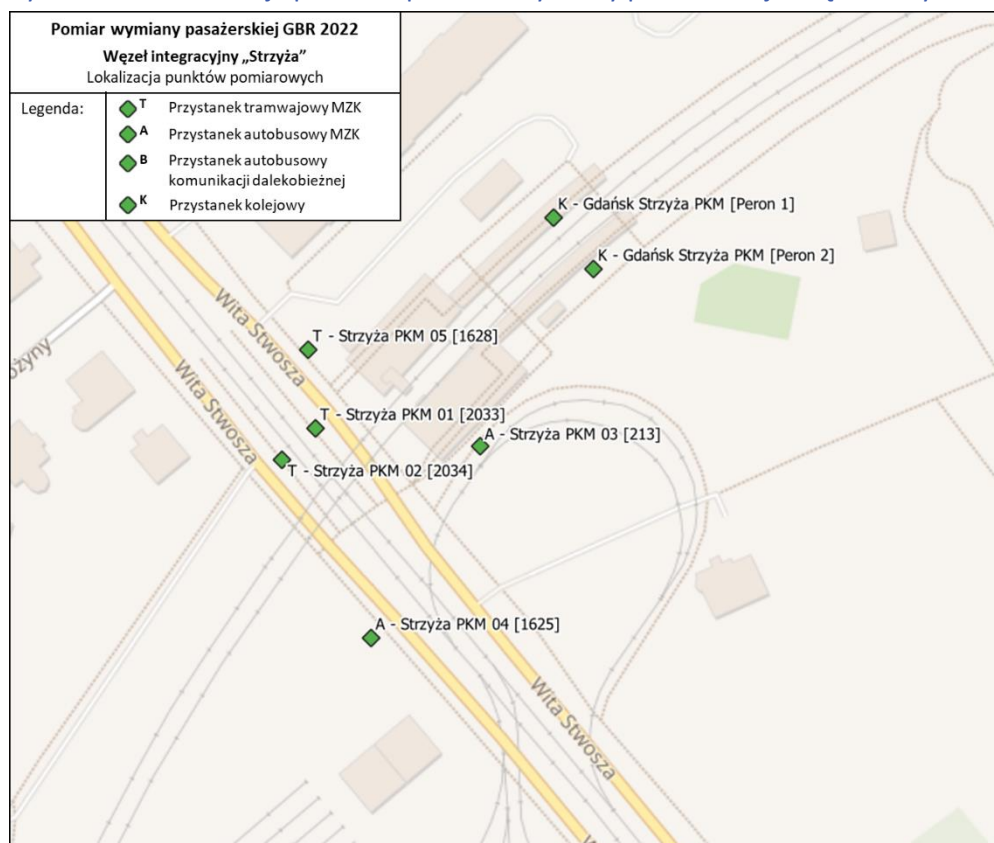 Pomiar wymiany pasażerskiej GBR 2022
Węzeł integracyjny „Strzyża”
Lokalizacja punktów pomiarowych
Legenda:
T Przystanek tramwajowy MZK
A Przystanek autobusowy MZK
B Przystanek autobusowy
komunikacji dalekobieżnej
K Przystanek kolejowy
K - Gdańsk Strzyża PKM [Peron 1]
K - Gdańsk Strzyża PKM [Peron 2]
Wita Stwosza
T - Strzyża PKM 05 [1628]
Wita Stwosza
T - Strzyża PKM 01 [2033]
A - Strzyża PKM 03 [213]
T - Strzyża PKM 02 [2034]
A - Strzyża PKM 04 [1625]
Wita Stwosza